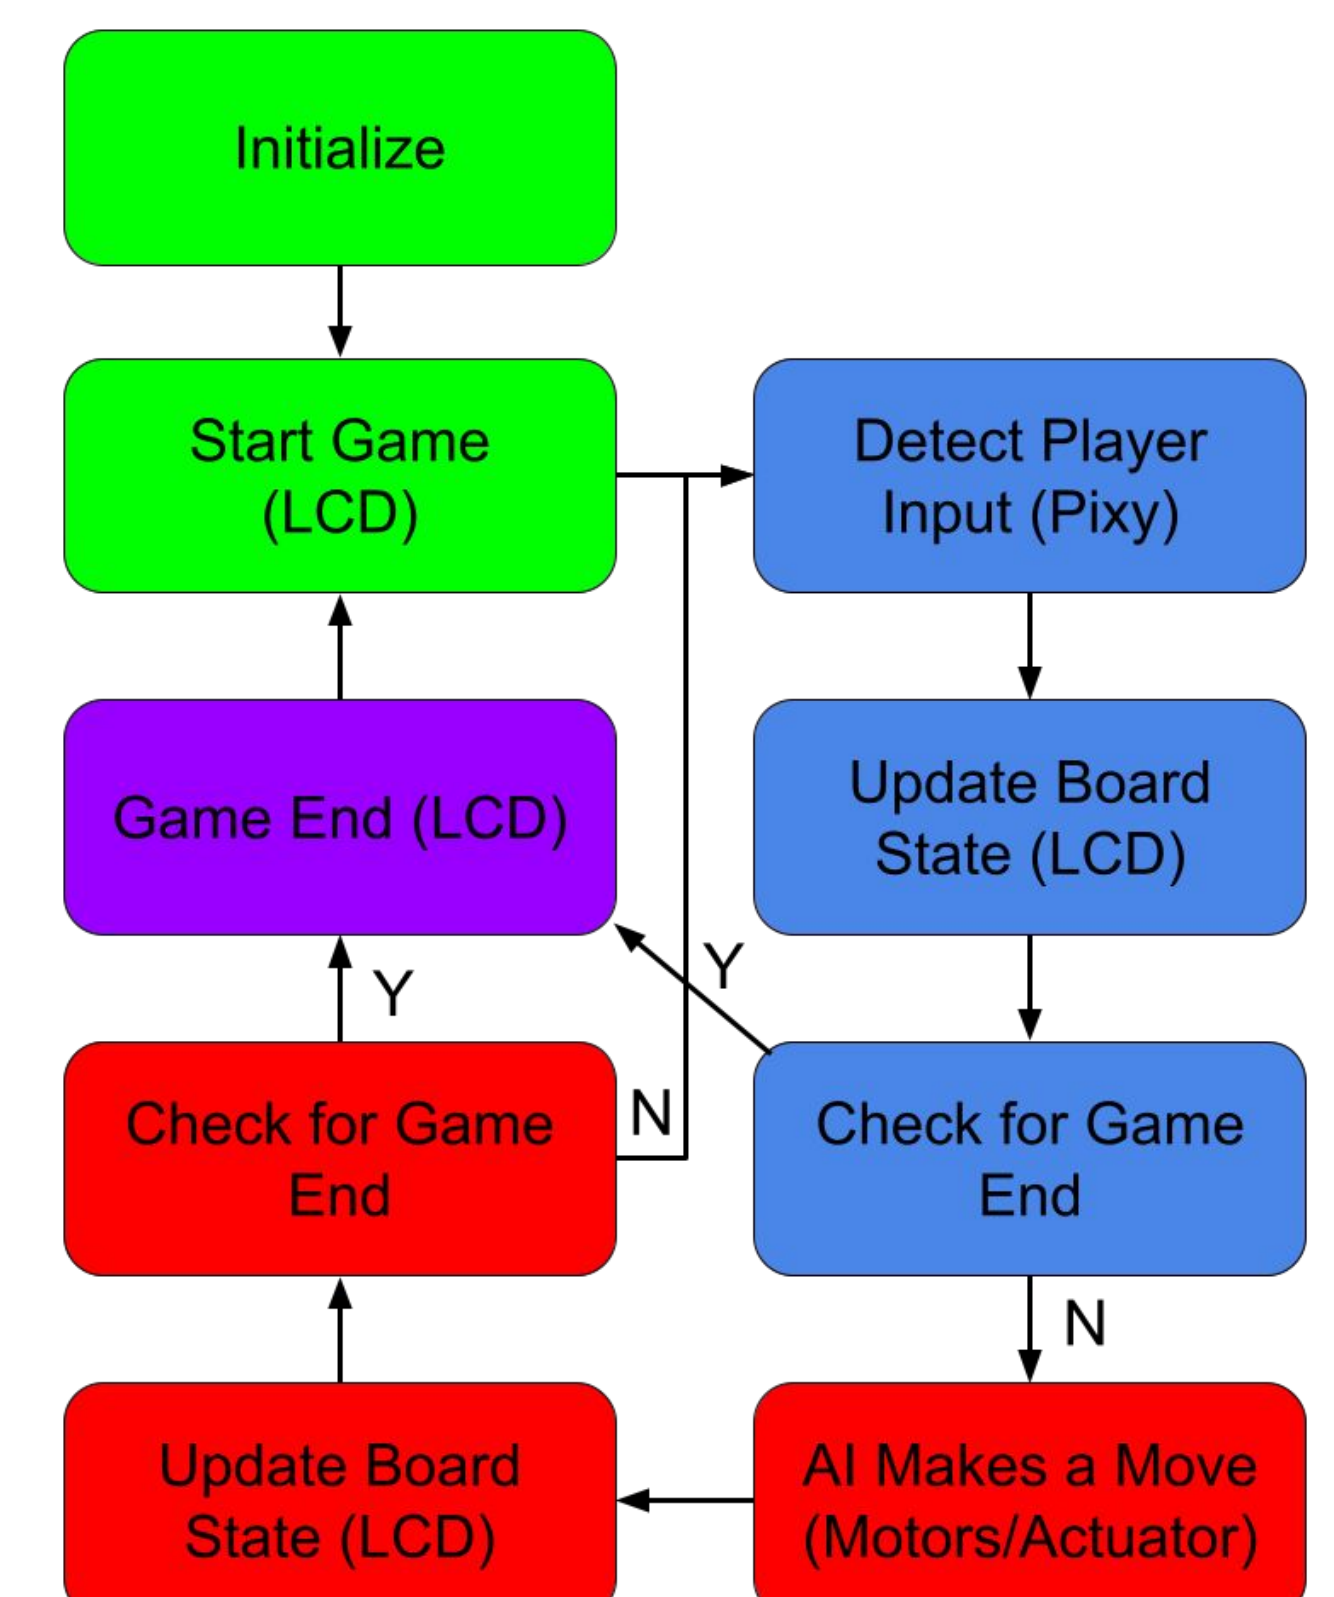 Initialize
Start Game
(LCD)
Detect Player
Input (Pixy)
Game End (LCD)
Update Board
State (LCD)
Y
Y
Check for Game
End
N
Check for Game
End
N
Update Board
State (LCD)
AI Makes a Move
(Motors/Actuator)